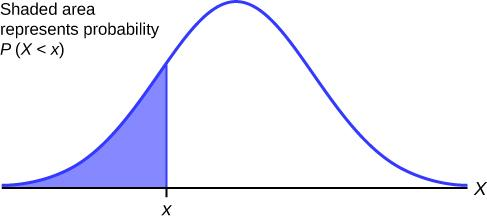 Shaded area
represents probability
P (X < x)
X
x